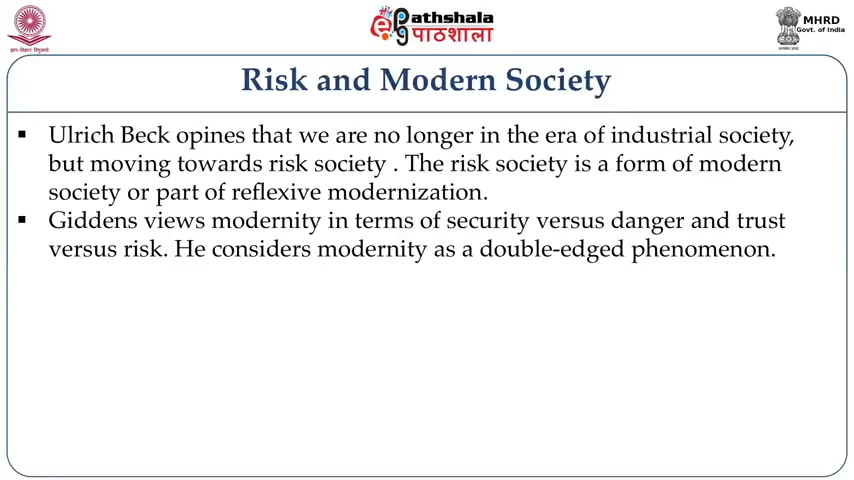 ePathshala
पाठशाला
MHRD
Govt. of India
Risk and Modern Society
▪ Ulrich Beck opines that we are no longer in the era of industrial society,
but moving towards risk society . The risk society is a form of modern
society or part of reflexive modernization.
▪ Giddens views modernity in terms of security versus danger and trust
versus risk. He considers modernity as a double-edged phenomenon.